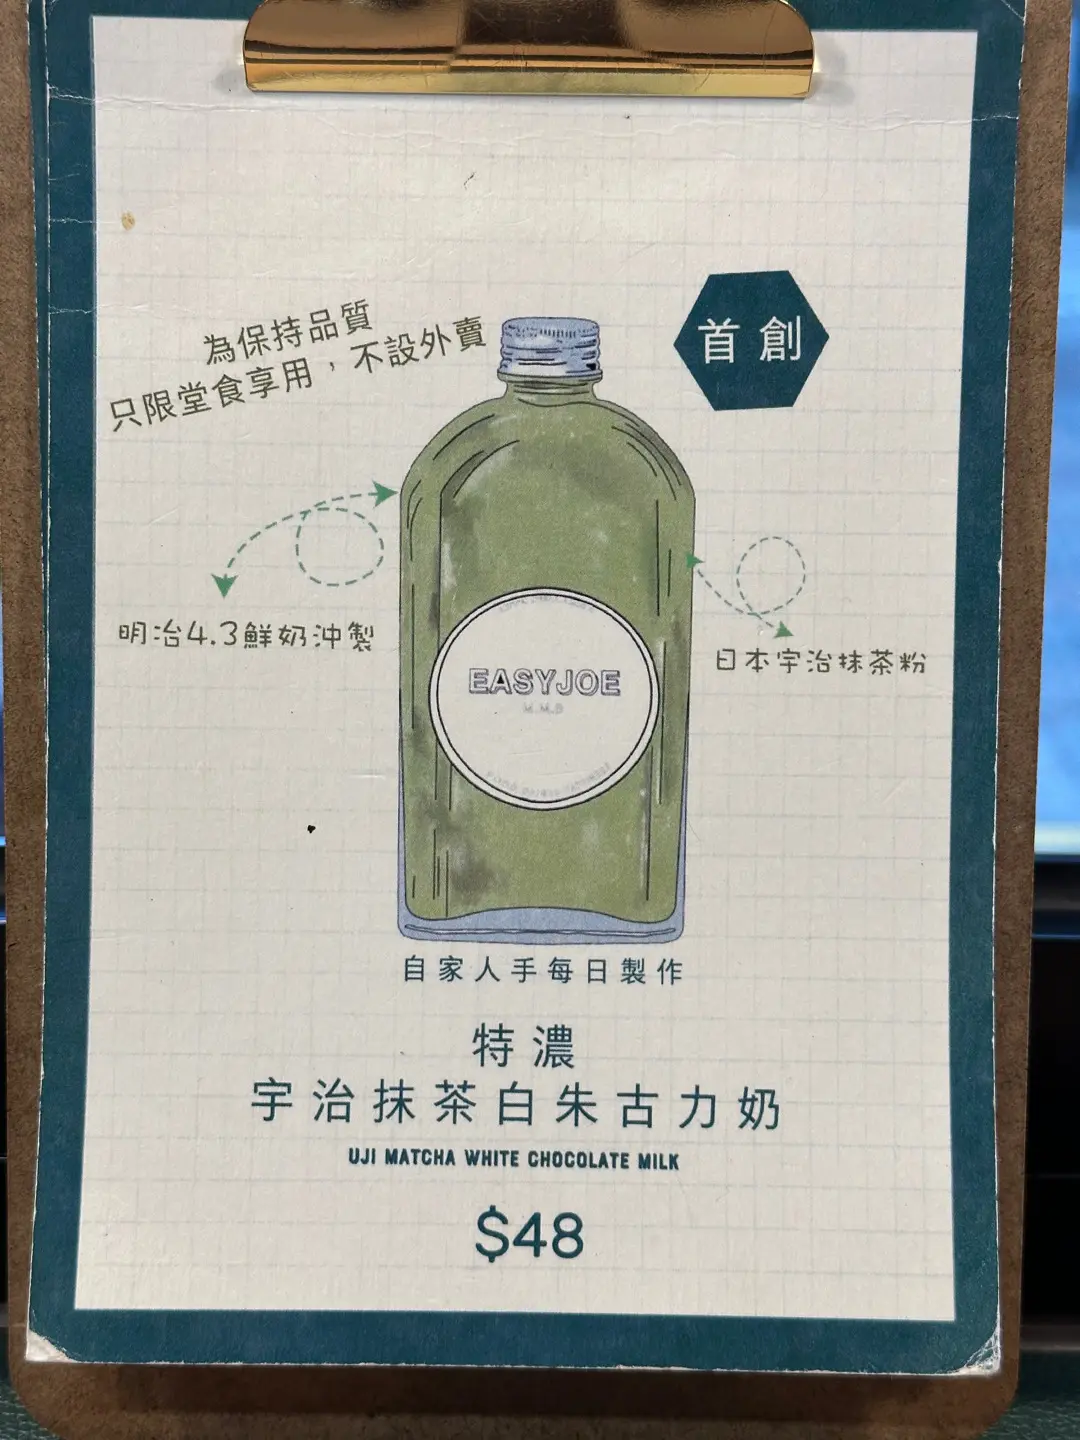 為保持品質
只限堂食享用，不設外賣
首創
明治4.3鮮奶沖製
日本宇治抹茶粉
EASYJOE
M.M.B
自家人手每日製作
特濃
宇治抹茶白朱古力奶
UJI MATCHA WHITE CHOCOLATE MILK
$48